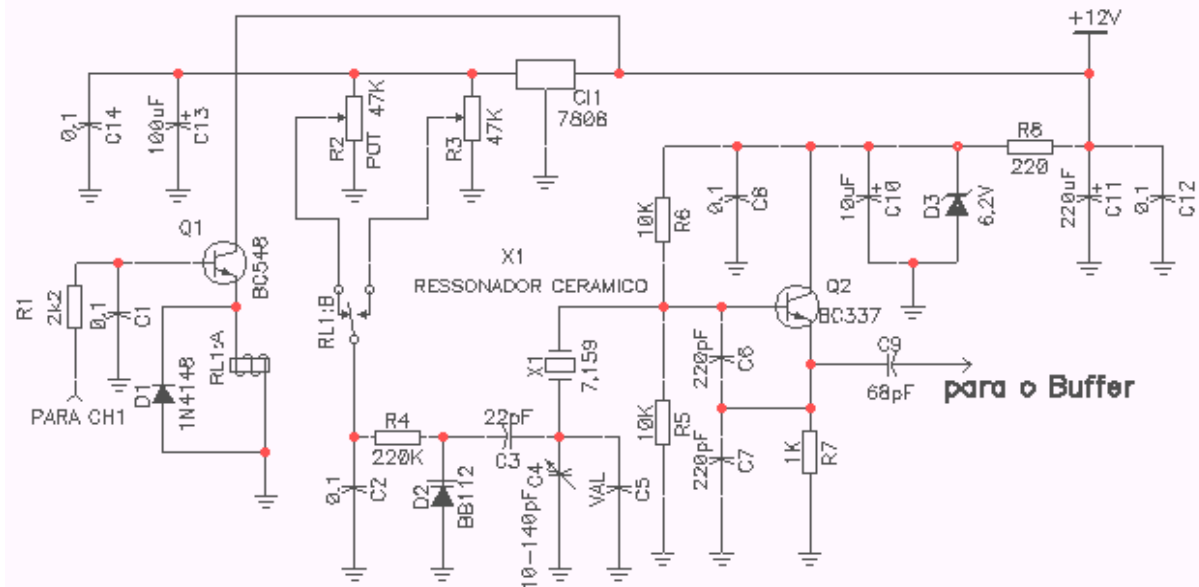 +12V
0,1
C14
100uF
+
C13
R2
POT
47K
R3
47K
CI1
7806
R8
220
10K
R6
0,1
C8
10uF
+
C10
D3
6,2V
220uF
+
C11
0,1
C12
Q1
BC548
X1
RESSONADOR CERAMICO
Q2
BC337
R1
2k2
0,1
C1
RL1:B
RL1:A
X1
7,159
220pF
C6
C9
68pF
para o Buffer
D1
1N4148
PARA CH1
R4
220K
22pF
C3
10K
R5
220pF
C7
1K
R7
0,1
C2
D2
BB112
10-140pF
C4
VAL
C5